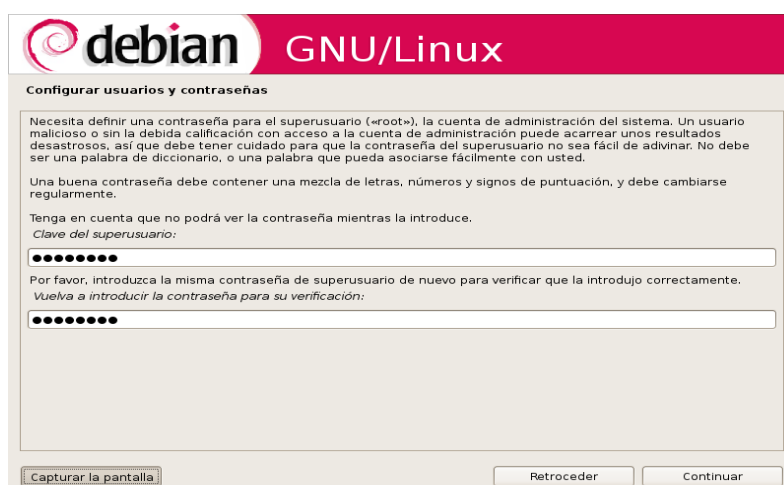 debian GNU/Linux
Configurar usuarios y contraseñas
Necesita definir una contraseña para el superusuario («root»), la cuenta de administración del sistema. Un usuario
malicioso o sin la debida calificación con acceso a la cuenta de administración puede acarrear unos resultados
desastrosos, así que debe tener cuidado para que la contraseña del superusuario no sea fácil de adivinar. No debe
ser una palabra de diccionario, o una palabra que pueda asociarse fácilmente con usted.
Una buena contraseña debe contener una mezcla de letras, números y signos de puntuación, y debe cambiarse
regularmente.
Tenga en cuenta que no podrá ver la contraseña mientras la introduce.
Clave del superusuario:
●●●●●●●●
Por favor, introduzca la misma contraseña de superusuario de nuevo para verificar que la introdujo correctamente.
Vuelva a introducir la contraseña para su verificación:
●●●●●●●●
Capturar la pantalla Retroceder Continuar